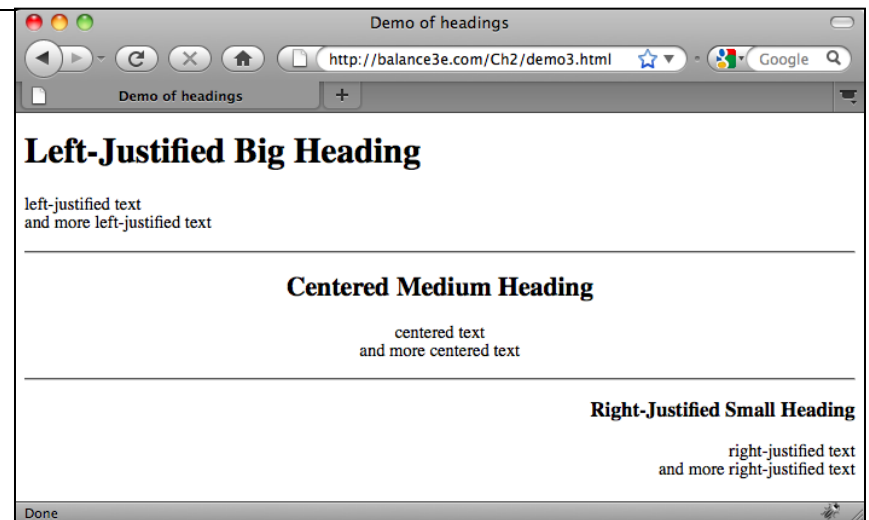 Demo of headings
http://balance3e.com/Ch2/demo3.html
Google
Demo of headings
+
Left-Justified Big Heading
left-justified text
and more left-justified text
Centered Medium Heading
centered text
and more centered text
Right-Justified Small Heading
right-justified text
and more right-justified text
Done